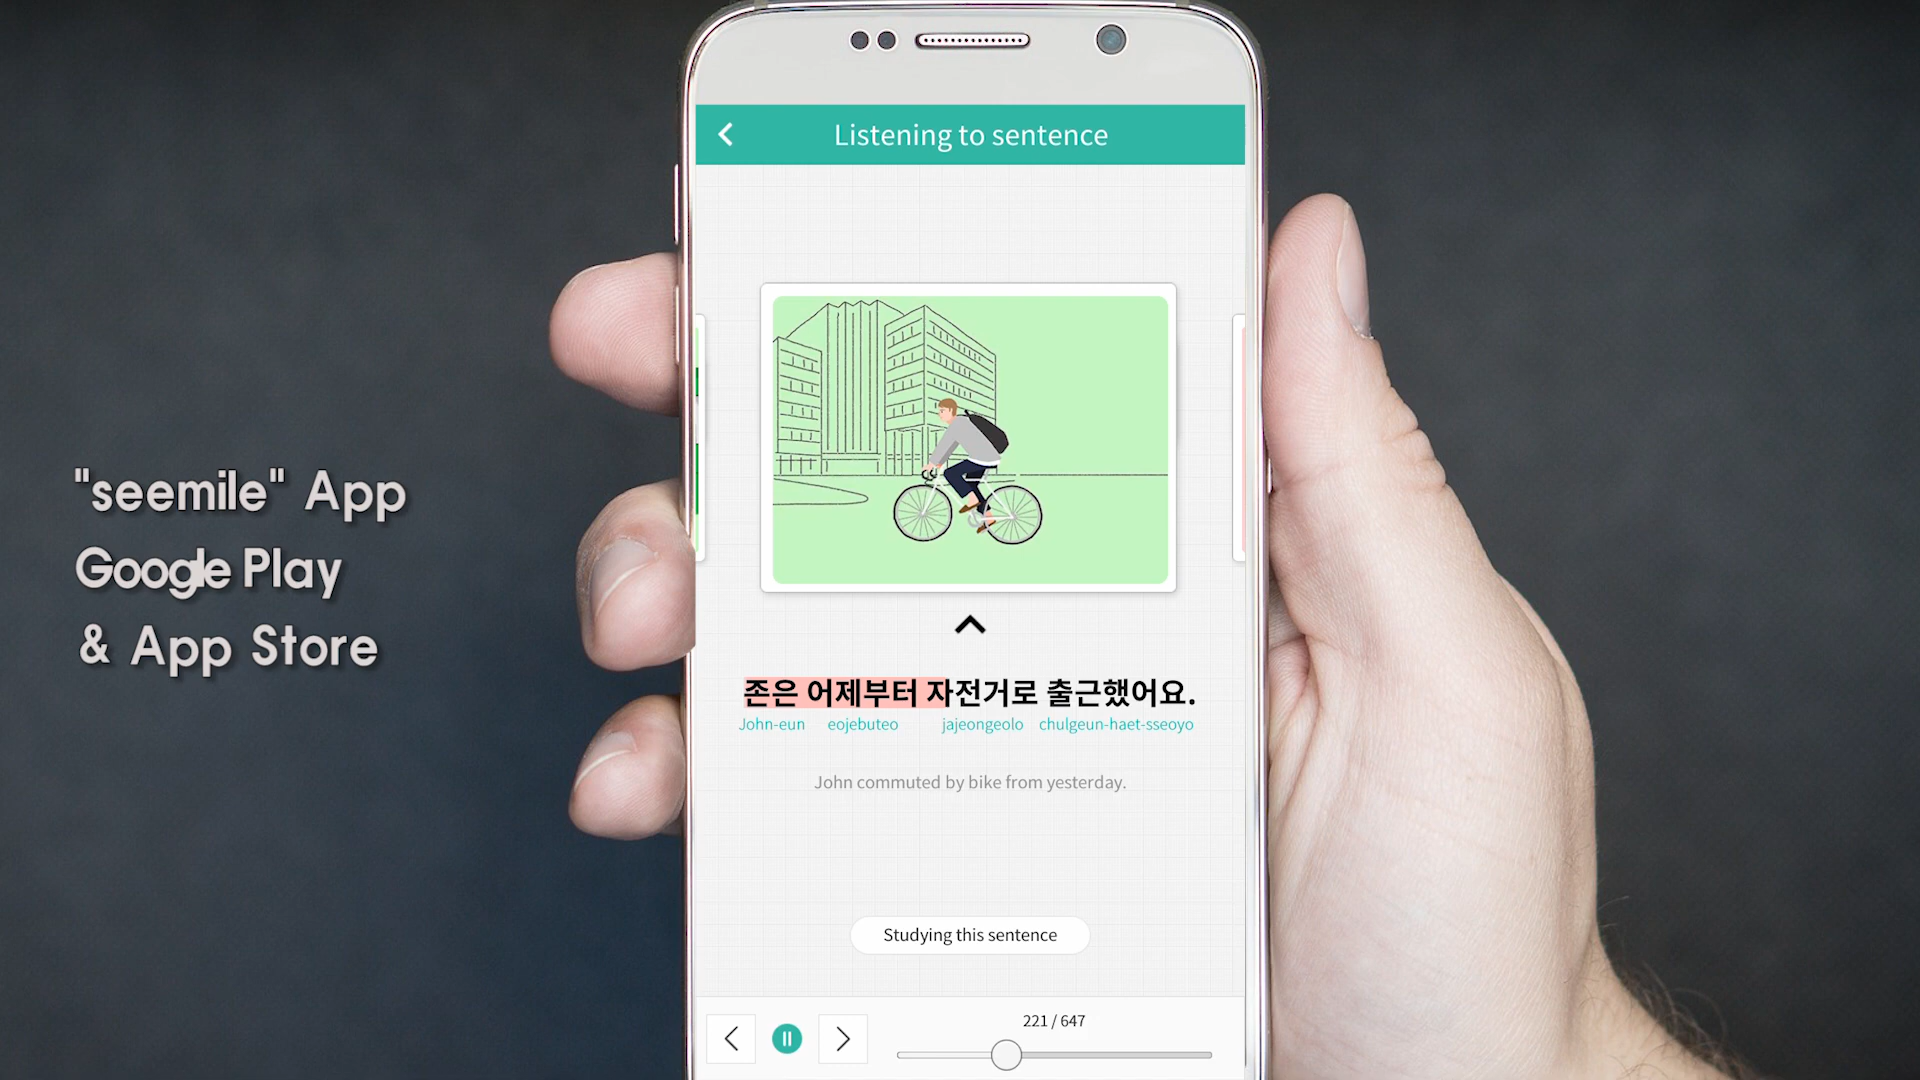 Listening to sentence
"seemile" App
Google Play
& App Store
존은 어제부터 자전거로 출근했어요.
John-eun eojebuteo jajeongeolo chulgeun-haet-sseoyo
John commuted by bike from yesterday.
Studying this sentence
221 / 647